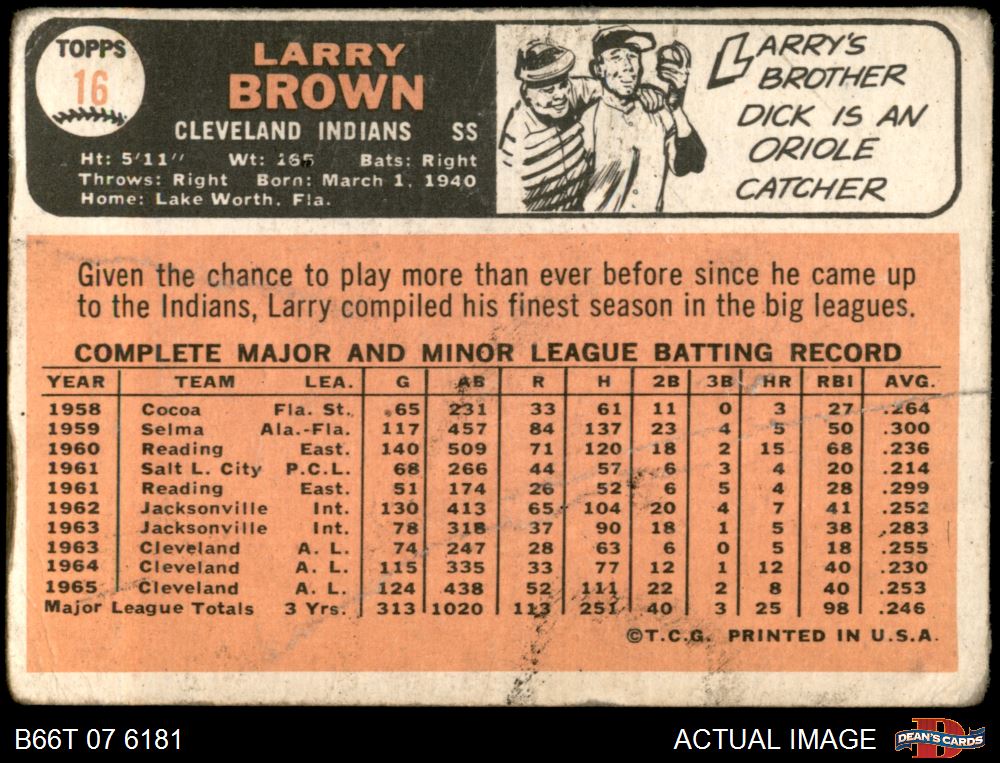 TOPPS
16
LARRY
BROWN
CLEVELAND INDIANS SS
Ht: 5'11" Wt: 165 Bats: Right
Throws: Right Born: March 1, 1940
Home: Lake Worth, Fla.
LARRY'S
BROTHER
DICK IS AN
ORIOLE
CATCHER
Given the chance to play more than ever before since he came up
to the Indians, Larry compiled his finest season in the big leagues.
COMPLETE MAJOR AND MINOR LEAGUE BATTING RECORD
YEAR TEAM LEA. G AB R H 2B 3B HR RBI AVG.
1958 Cocoa Fla. St. 65 231 33 61 11 0 3 27 .264
1959 Selma Ala.-Fla. 117 457 84 137 23 4 5 50 .300
1960 Reading East. 140 509 71 120 18 2 15 68 .236
1961 Salt L. City P.C.L. 68 266 44 57 6 3 4 20 .214
1961 Reading East. 51 174 26 52 6 5 4 28 .299
1962 Jacksonville Int. 130 413 65 104 20 4 7 41 .252
1963 Jacksonville Int. 78 318 37 90 18 1 5 38 .283
1963 Cleveland A. L. 74 247 28 63 6 0 5 18 .255
1964 Cleveland A. L. 115 335 33 77 12 1 12 40 .230
1965 Cleveland A. L. 124 438 52 111 22 2 8 40 .253
Major League Totals 3 Yrs. 313 1020 113 251 40 3 25 98 .246
©T.C.G. PRINTED IN U.S.A.
B66T 07 6181
ACTUAL IMAGE
DEAN'S CARDS